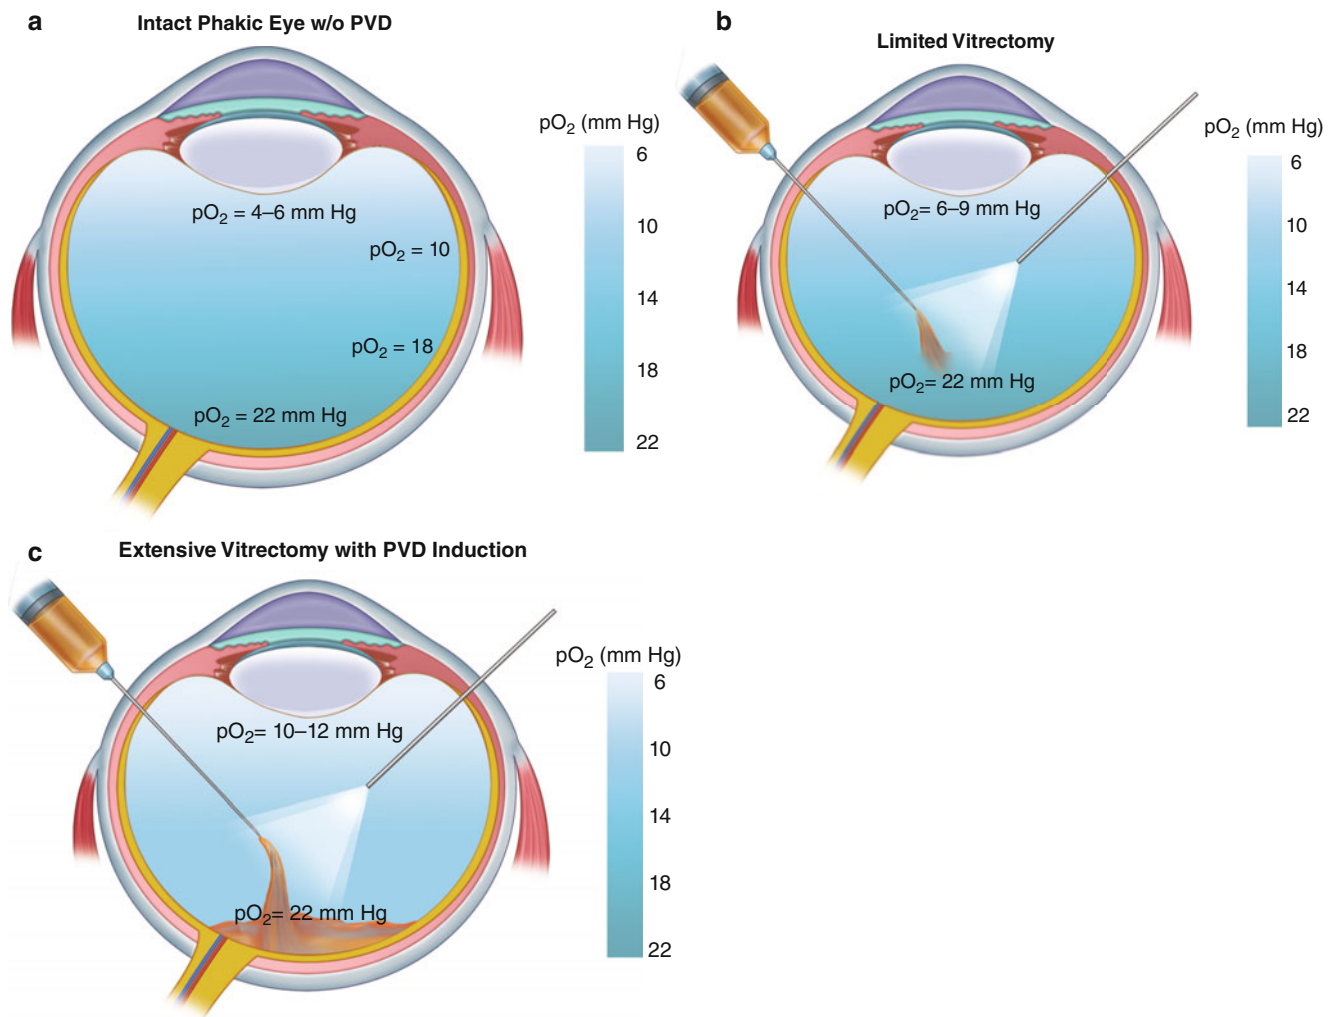 a
Intact Phakic Eye w/o PVD
pO2 (mm Hg)
6
10
14
18
22
pO2 = 4–6 mm Hg
pO2 = 10
pO2 = 18
pO2 = 22 mm Hg
b
Limited Vitrectomy
pO2 (mm Hg)
6
10
14
18
22
pO2= 6–9 mm Hg
pO2= 22 mm Hg
c
Extensive Vitrectomy with PVD Induction
pO2 (mm Hg)
6
10
14
18
22
pO2= 10–12 mm Hg
pO2= 22 mm Hg